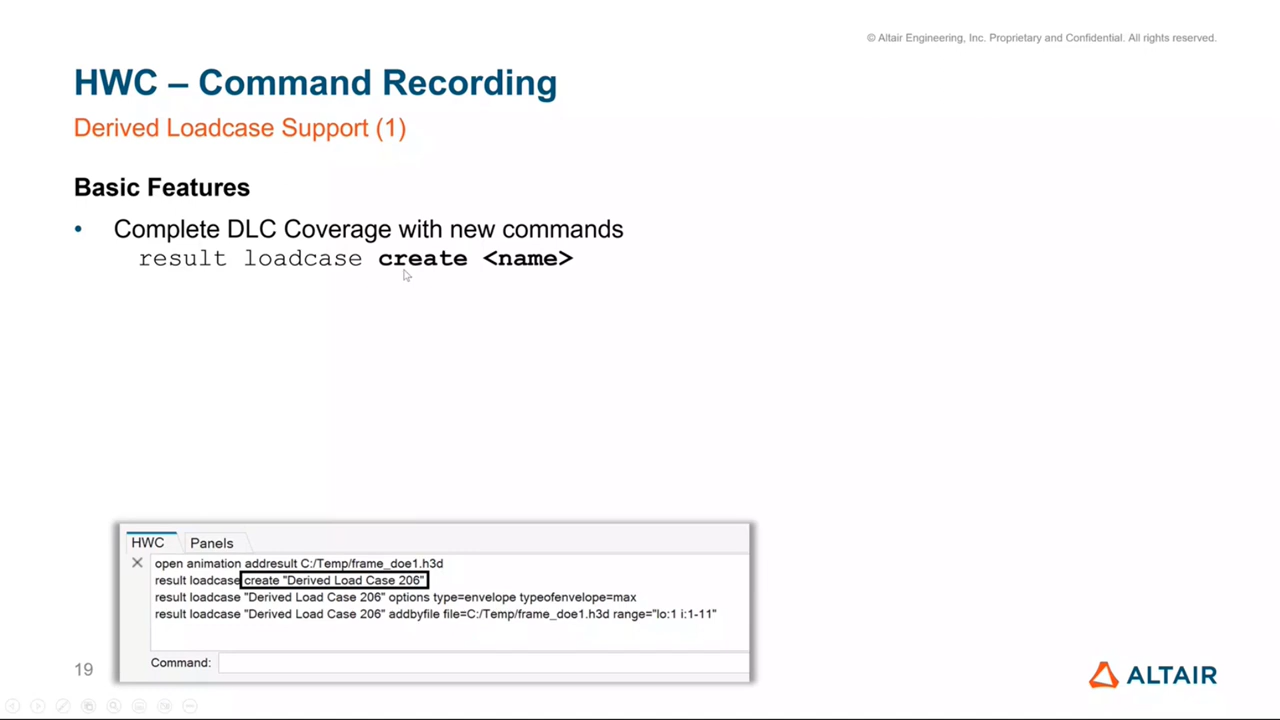 © Altair Engineering, Inc. Proprietary and Confidential. All rights reserved.
HWC – Command Recording
Derived Loadcase Support (1)
Basic Features
• Complete DLC Coverage with new commands
result loadcase create <name>
HWC Panels
open animation addresult C:/Temp/frame_doe1.h3d
result loadcase create "Derived Load Case 206"
result loadcase "Derived Load Case 206" options type=envelope typeofenvelope=max
result loadcase "Derived Load Case 206" addbyfile file=C:/Temp/frame_doe1.h3d range="lo:1 i:1-11"
Command:
19
ALTAIR